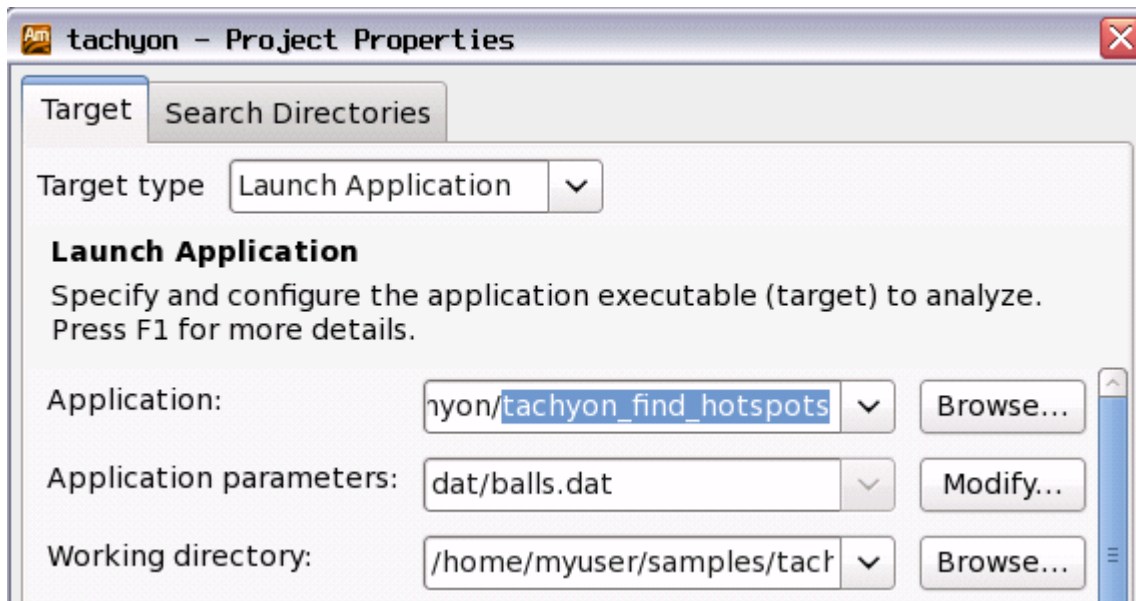 Am tachyon - Project Properties
Target Search Directories
Target type Launch Application
Launch Application
Specify and configure the application executable (target) to analyze.
Press F1 for more details.
Application: nyon/tachyon_find_hotspots Browse...
Application parameters: dat/balls.dat Modify...
Working directory: /home/myuser/samples/tach Browse...